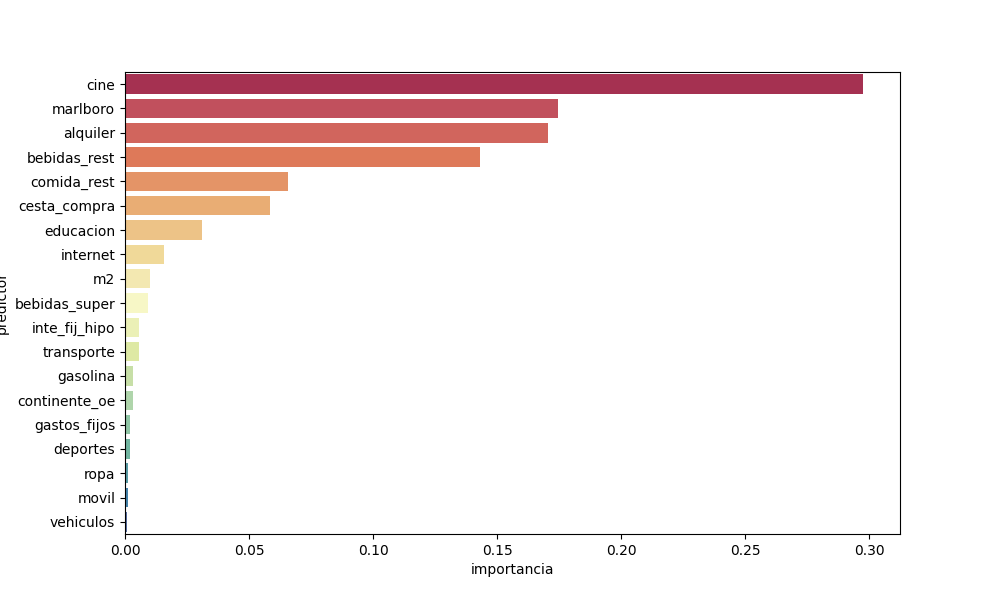 cine
marlboro
alquiler
bebidas_rest
comida_rest
cesta_compra
educacion
internet
m2
bebidas_super
inte_fij_hipo
transporte
gasolina
continente_oe
gastos_fijos
deportes
ropa
movil
vehiculos
predictor
0.00 0.05 0.10 0.15 0.20 0.25 0.30
importancia